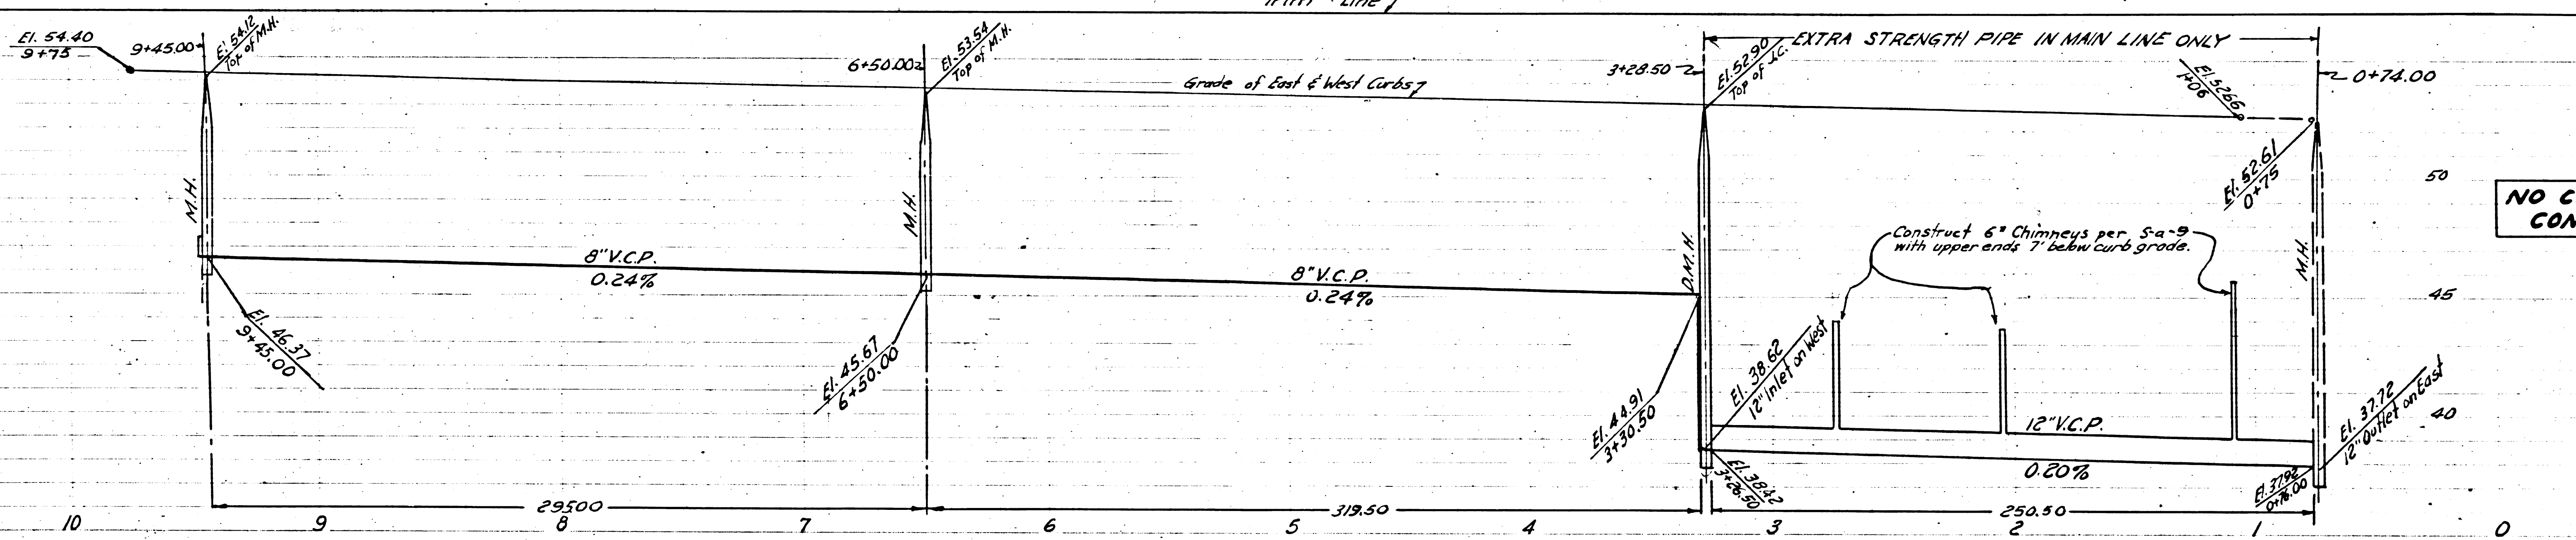 El. 54.40
9+75
9+45.00
El. 54.12
Top of M.H.
6+50.00
El. 53.54
Top of M.H.
Grade of East & West Curbs
3+28.50
El. 52.90
Top of
EXTRA STRENGTH PIPE IN MAIN LINE ONLY
El. 52.66
1+06
0+74.00
El. 52.61
0+75
50
NO C
CON
M.H.
M.H.
D.M.H.
M.H.
Construct 6" Chimneys per S-a-9
with upper ends 7' below curb grade.
8" V.C.P.
0.24%
8" V.C.P.
0.24%
45
El. 46.37
9+45.00
El. 45.67
6+50.00
El. 44.91
3+30.50
El. 38.62
12" Inlet on West
40
12" V.C.P.
0.20%
El. 37.72
12" Outlet on East
El. 38.42
3+26.50
El. 37.92
0+76.00
295.00
319.50
250.50
10 9 8 7 6 5 4 3 2 1 0